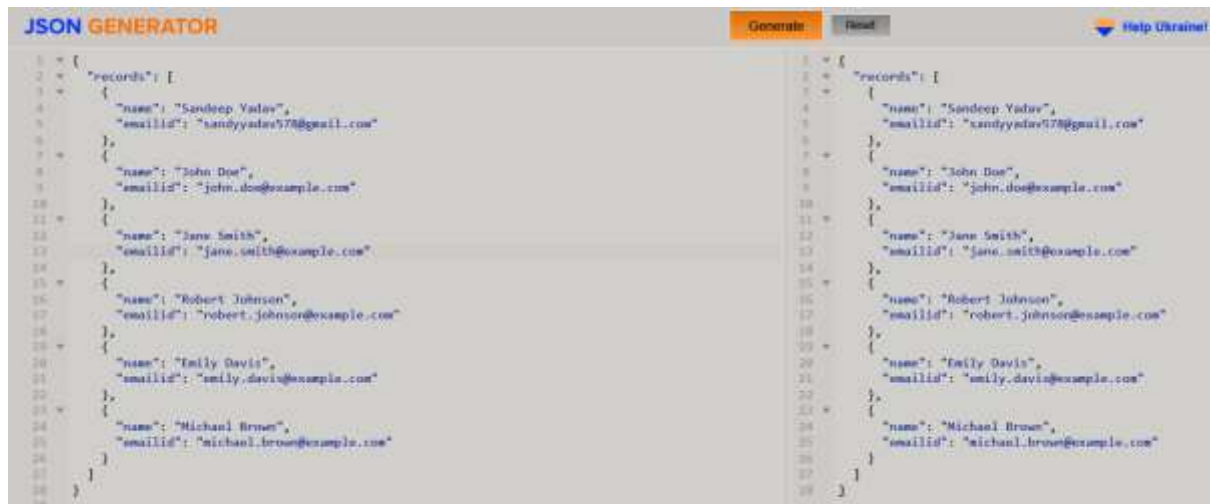 JSON GENERATOR
Generate
Reset
Help Ukraine!
1 {
2 "records": [
3 {
4 "name": "Sandeep Yadav",
5 "emailid": "sandyyadav578@gmail.com"
6 },
7 {
8 "name": "John Doe",
9 "emailid": "john.doe@example.com"
10 },
11 {
12 "name": "Jane Smith",
13 "emailid": "jane.smith@example.com"
14 },
15 {
16 "name": "Robert Johnson",
17 "emailid": "robert.johnson@example.com"
18 },
19 {
20 "name": "Emily Davis",
21 "emailid": "emily.davis@example.com"
22 },
23 {
24 "name": "Michael Brown",
25 "emailid": "michael.brown@example.com"
26 }
27 ]
28 }
1 {
2 "records": [
3 {
4 "name": "Sandeep Yadav",
5 "emailid": "sandyyadav578@gmail.com"
6 },
7 {
8 "name": "John Doe",
9 "emailid": "john.doe@example.com"
10 },
11 {
12 "name": "Jane Smith",
13 "emailid": "jane.smith@example.com"
14 },
15 {
16 "name": "Robert Johnson",
17 "emailid": "robert.johnson@example.com"
18 },
19 {
20 "name": "Emily Davis",
21 "emailid": "emily.davis@example.com"
22 },
23 {
24 "name": "Michael Brown",
25 "emailid": "michael.brown@example.com"
26 }
27 ]
28 }